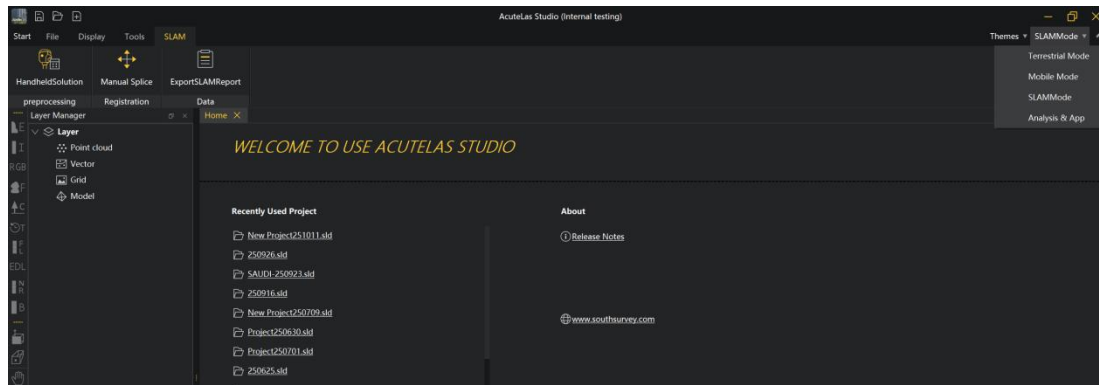 AcuteLas Studio (Internal testing)
Start File Display Tools SLAM Themes SLAMMode
HandheldSolution Manual Splice ExportSLAMReport
preprocessing Registration Data
Terrestrial Mode
Mobile Mode
SLAMMode
Analysis & App
Layer Manager
Home
Layer
Point cloud
Vector
Grid
Model
E
I
RGB
F
C
T
F
L
EDL
N
R
B
WELCOME TO USE ACUTELAS STUDIO
Recently Used Project
New Project251011.sld
250926.sld
SAUDI-250923.sld
250916.sld
New Project250709.sld
Project250630.sld
Project250701.sld
250625.sld
About
Release Notes
www.southsurvey.com